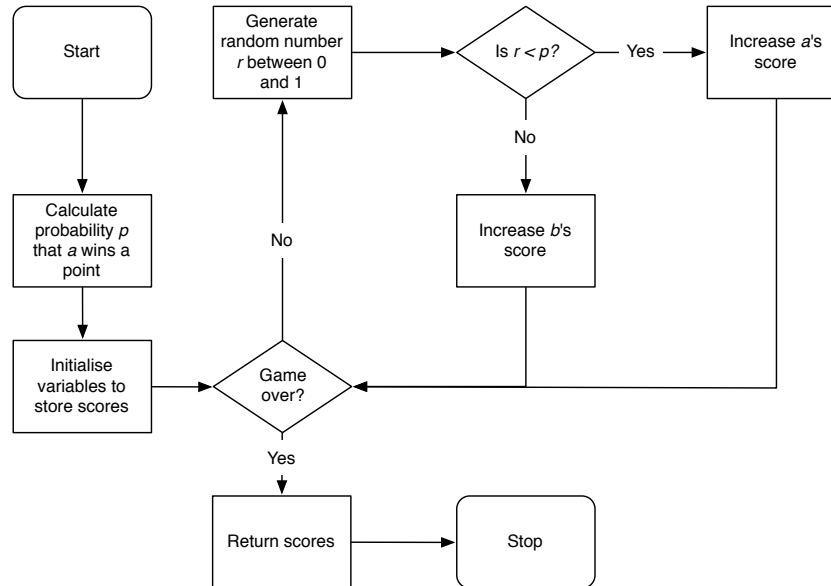 Start
Generate
random number
r between 0
and 1
Is r < p?
Yes
Increase a's
score
No
Calculate
probability p
that a wins a
point
No
Increase b's
score
Initialise
variables to
store scores
Game
over?
Yes
Return scores
Stop